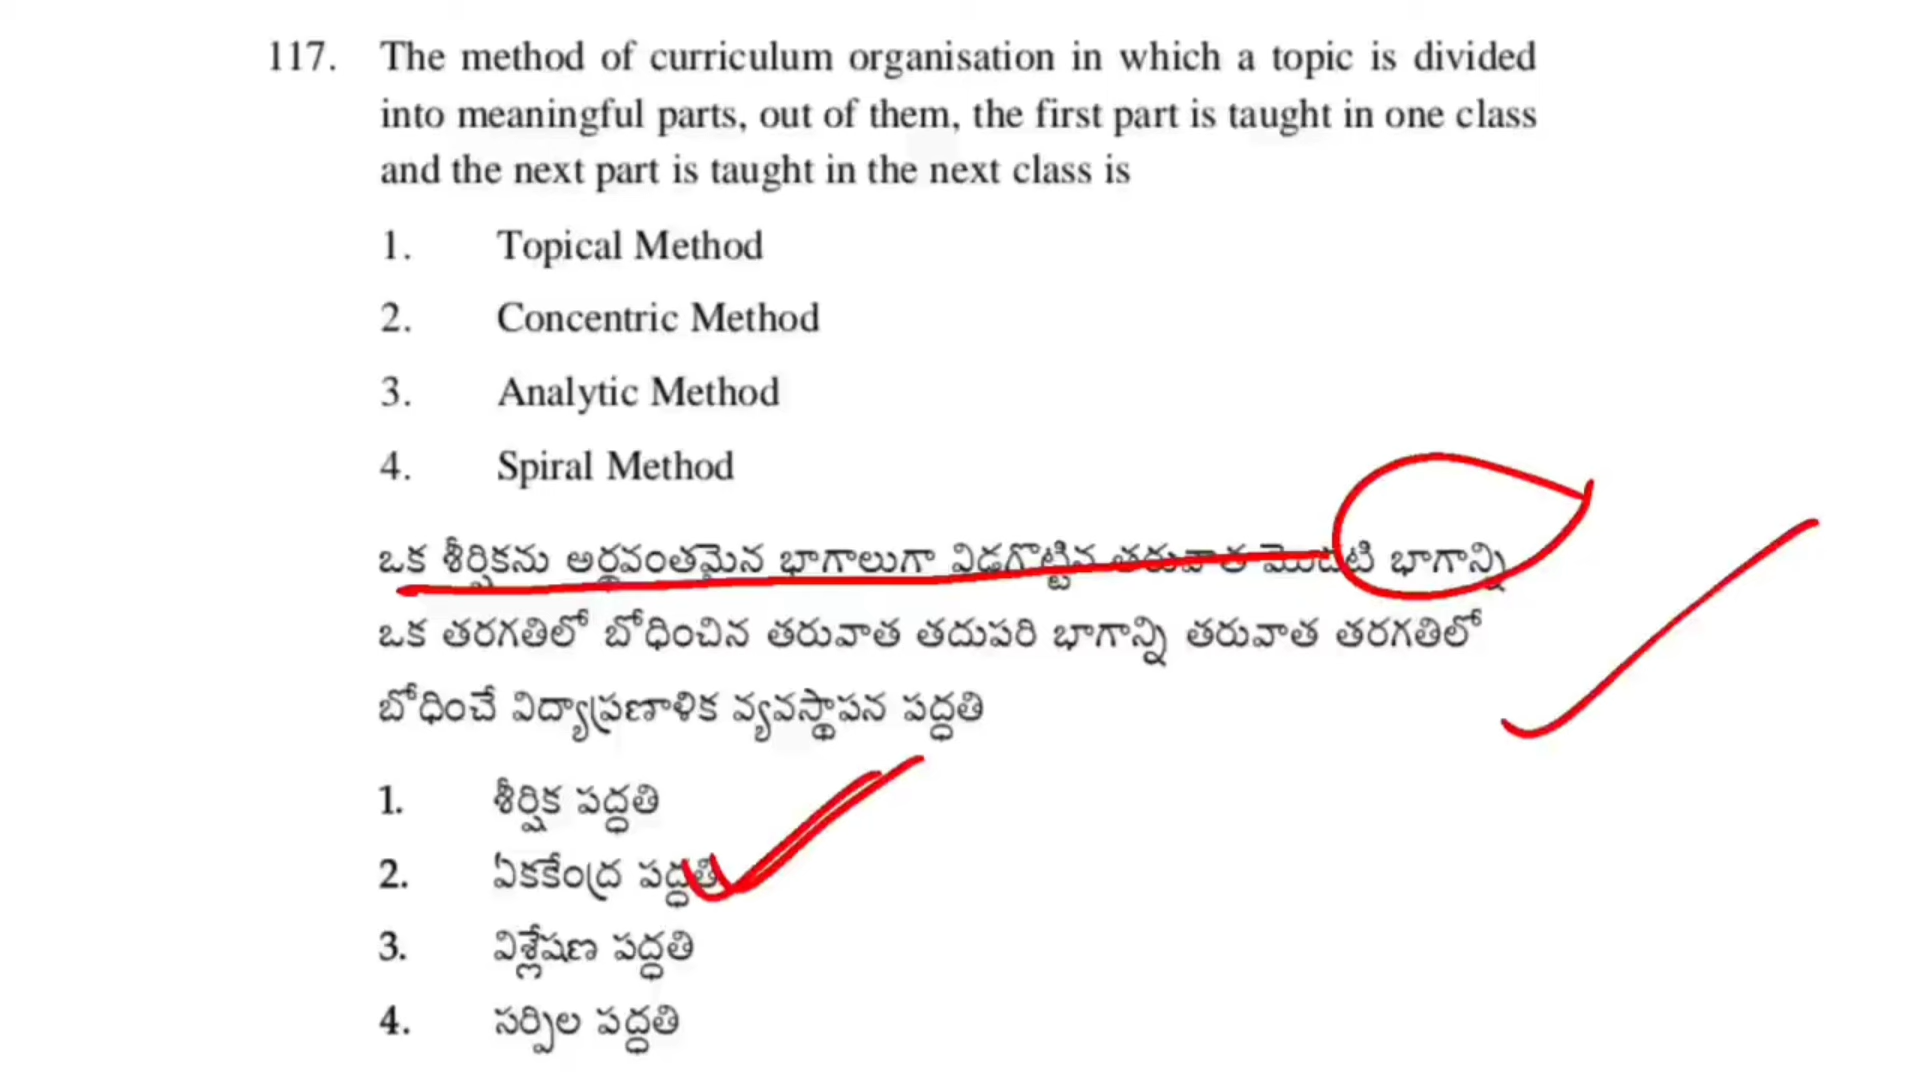 117. The method of curriculum organisation in which a topic is divided
into meaningful parts, out of them, the first part is taught in one class
and the next part is taught in the next class is
1. Topical Method
2. Concentric Method
3. Analytic Method
4. Spiral Method
ఒక శీర్షికను అర్థవంతమైన భాగాలుగా విడగొట్టిన తరువాత మొదటి భాగాన్ని
ఒక తరగతిలో బోధించిన తరువాత తదుపరి భాగాన్ని తరువాత తరగతిలో
బోధించే విద్యాప్రణాళిక వ్యవస్థాపన పద్ధతి
1. శీర్షిక పద్ధతి
2. ఏకకేంద్ర పద్ధతి
3. విశ్లేషణ పద్ధతి
4. సర్పిల పద్ధతి